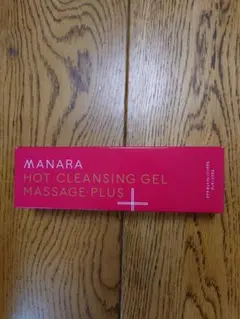 MANARA
HOT CLEANSING GEL
MASSAGE PLUS